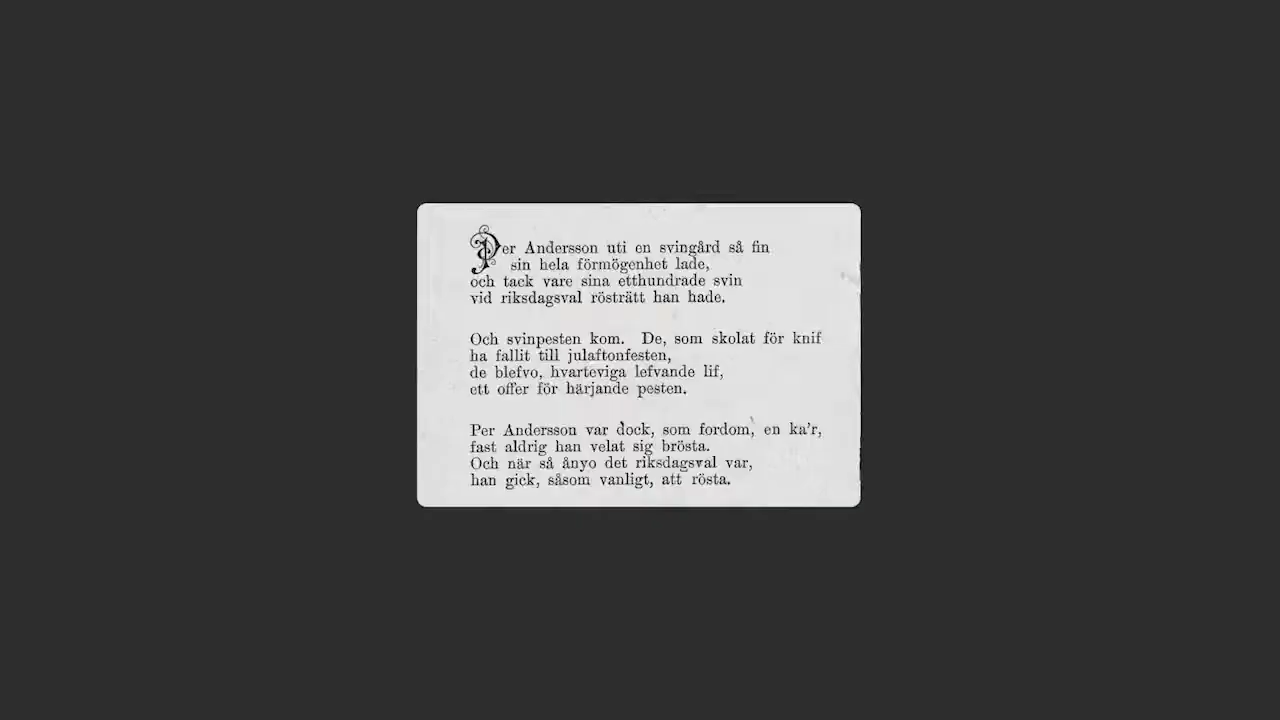 Per Andersson uti en svingård så fin
sin hela förmögenhet lade,
och tack vare sina etthundrade svin
vid riksdagsval rösträtt han hade.
Och svinpesten kom. De, som skolat för knif
ha fallit till julaftonfesten,
de blefvo, hvarteviga lefvande lif,
ett offer för härjande pesten.
Per Andersson var dock, som fordom, en ka'r,
fast aldrig han velat sig brösta.
Och när så ånyo det riksdagsval var,
han gick, såsom vanligt, att rösta.